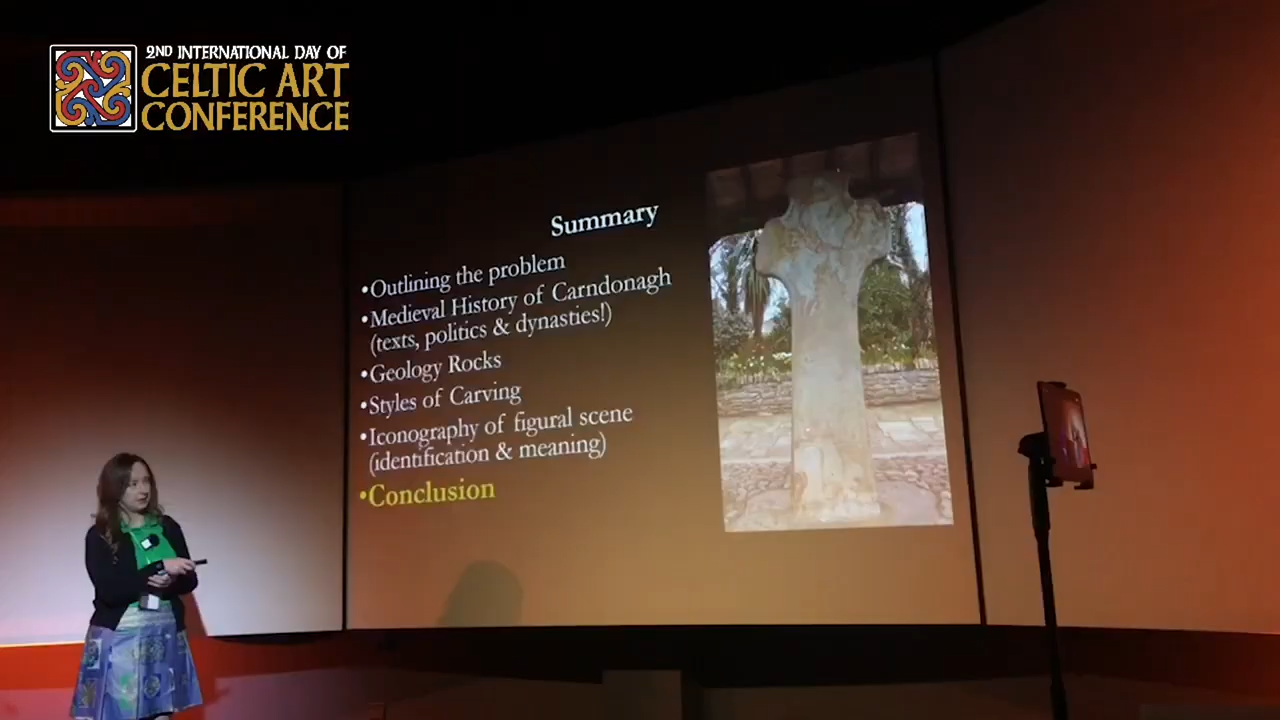 2ND INTERNATIONAL DAY OF
CELTIC ART
CONFERENCE
Summary
•Outlining the problem
•Medieval History of Carndonagh
(texts, politics & dynasties!)
•Geology Rocks
•Styles of Carving
•Iconography of figural scene
(identification & meaning)
•Conclusion